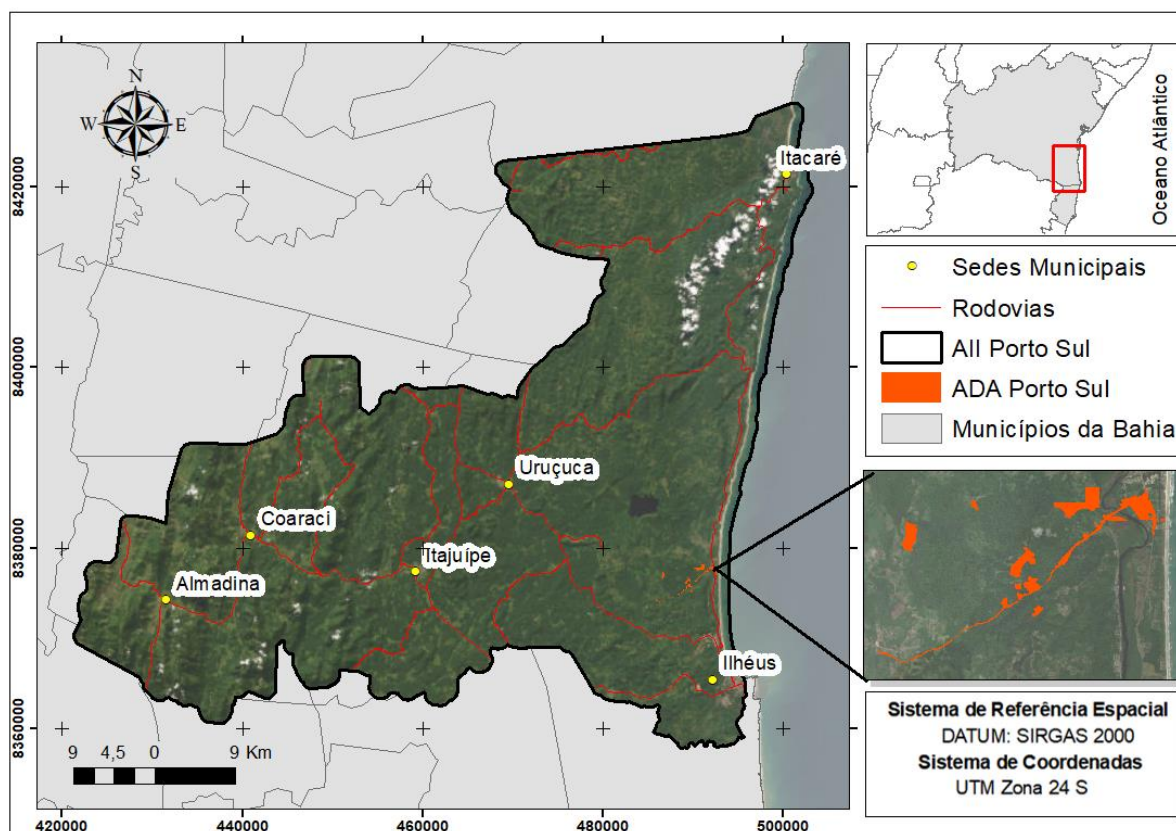 N
W E
S
8420000
8400000
8380000
8360000
Itacaré
Uruçuca
Coaraci
Itajuípe
Almadina
Ilhéus
9 4,5 0 9 Km
420000 440000 460000 480000 500000
Oceano Atlântico
Sedes Municipais
Rodovias
AII Porto Sul
ADA Porto Sul
Municípios da Bahia
Sistema de Referência Espacial
DATUM: SIRGAS 2000
Sistema de Coordenadas
UTM Zona 24 S